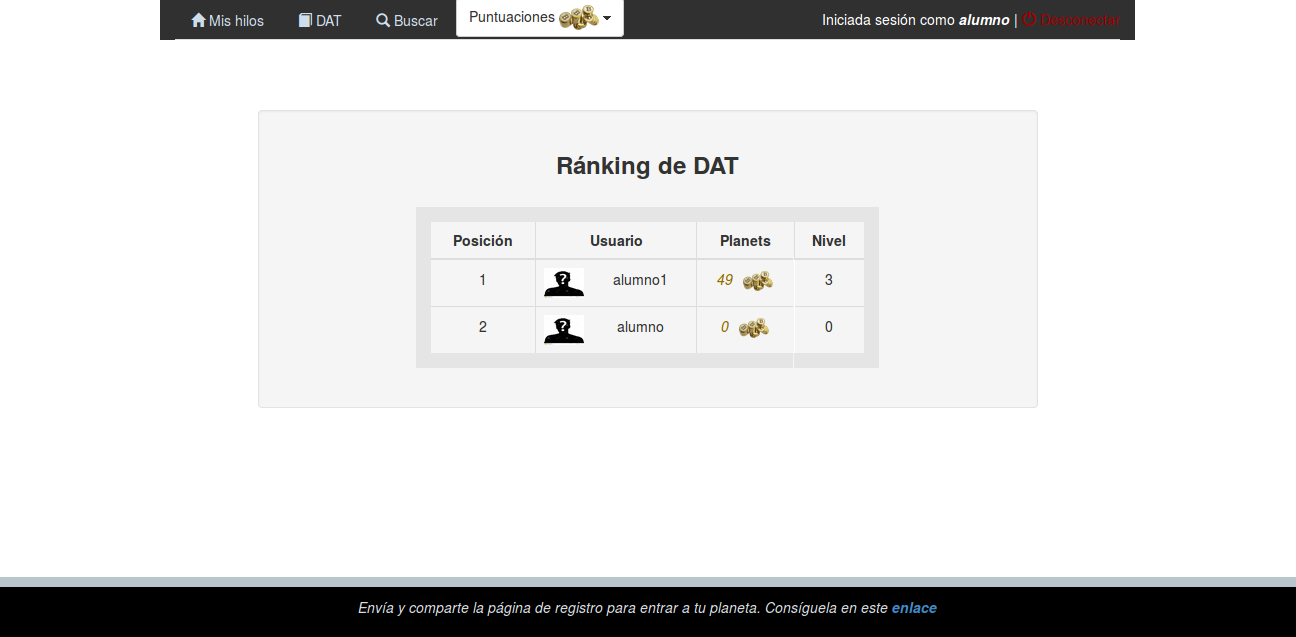 Mis hilos DAT Buscar Puntuaciones Iniciada sesión como alumno | Desconectar
Ránking de DAT
Posición Usuario Planets Nivel
1 ? alumno1 49 3
2 ? alumno 0 0
Envía y comparte la página de registro para entrar a tu planeta. Consíguela en este enlace